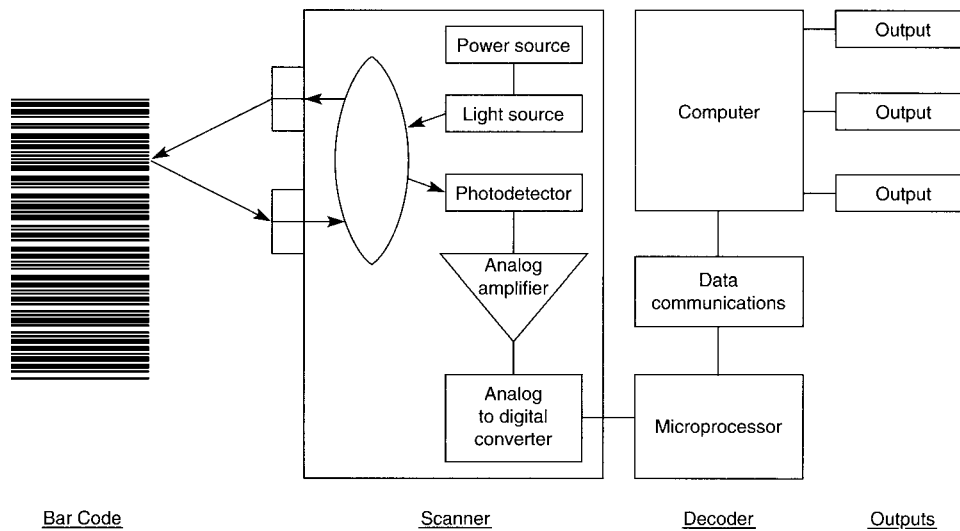 Power source
Light source
Photodetector
Analog
amplifier
Analog
to digital
converter
Computer
Data
communications
Microprocessor
Output
Output
Output
Bar Code
Scanner
Decoder
Outputs